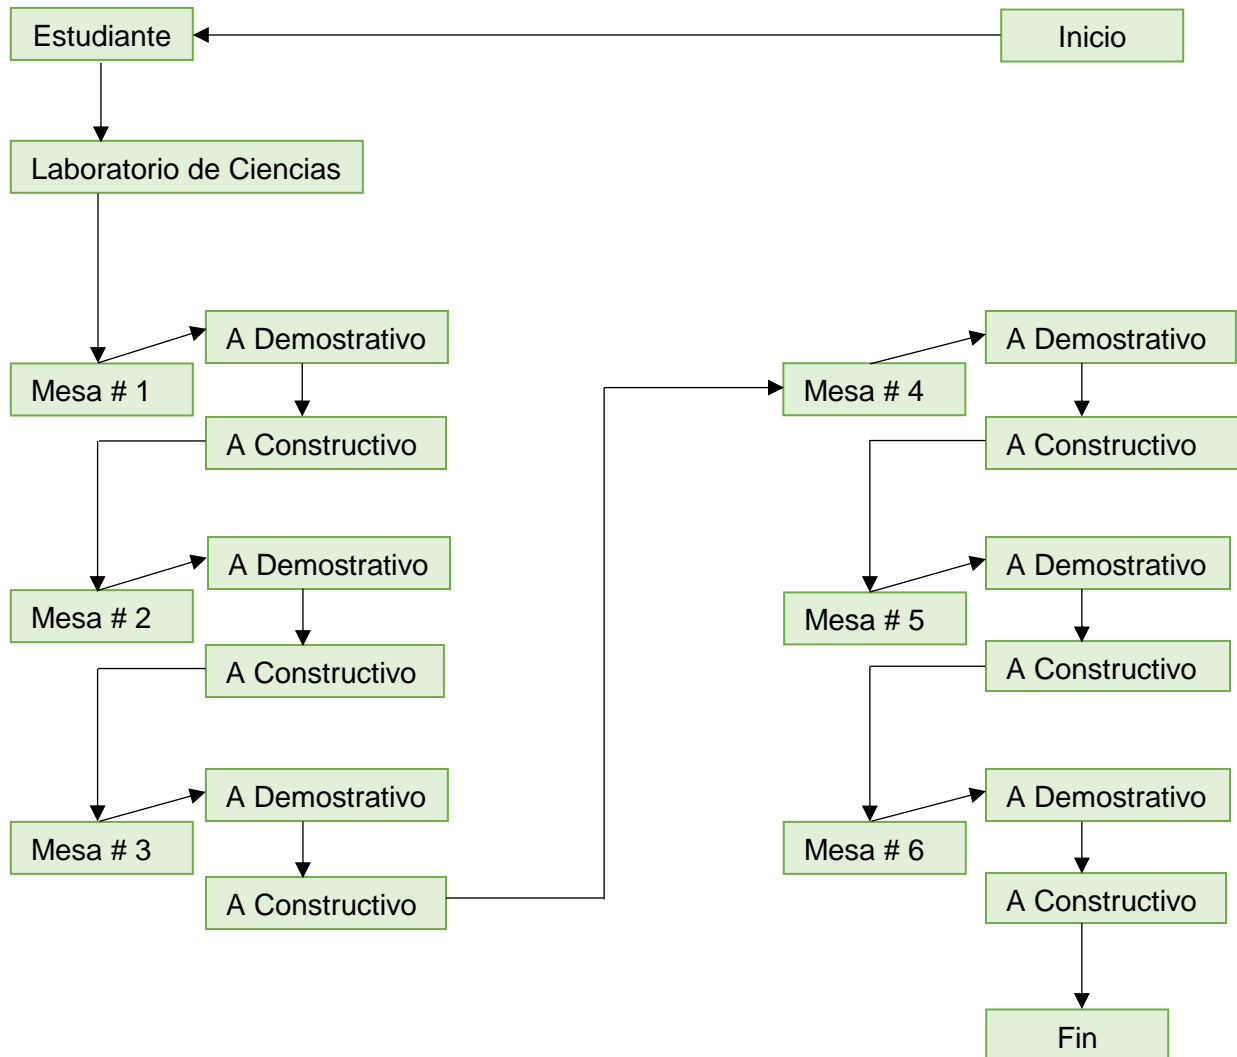 Estudiante
Inicio
Laboratorio de Ciencias
A Demostrativo
Mesa # 1
A Constructivo
A Demostrativo
Mesa # 2
A Constructivo
A Demostrativo
Mesa # 3
A Constructivo
A Demostrativo
Mesa # 4
A Constructivo
A Demostrativo
Mesa # 5
A Constructivo
A Demostrativo
Mesa # 6
A Constructivo
Fin